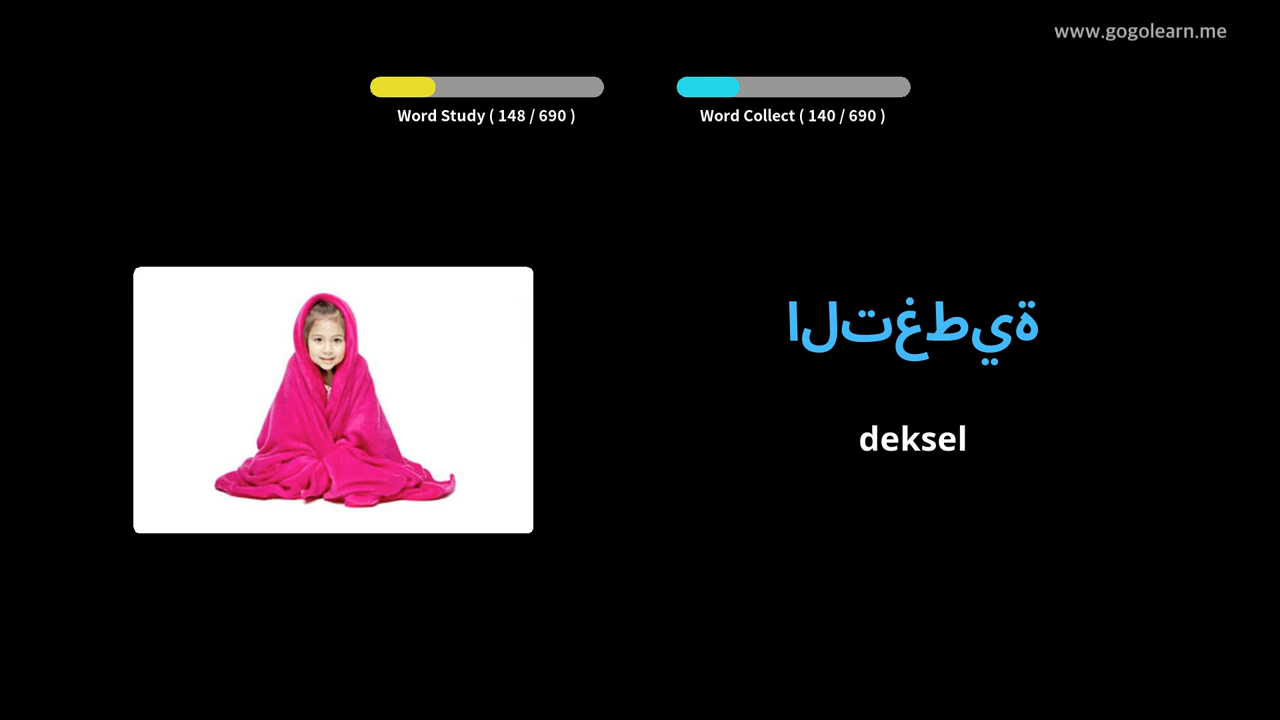 www.gogolearn.me
Word Study ( 148 / 690 )
Word Collect ( 140 / 690 )
التغطية
deksel